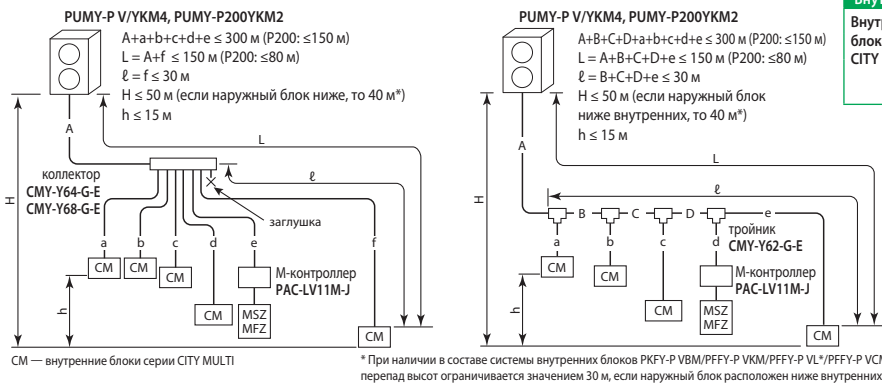 PUMY-P V/YKM4, PUMY-P200YKM2
A+a+b+c+d+e ≤ 300 м (P200: ≤150 м)
L = A+f ≤ 150 м (P200: ≤80 м)
ℓ = f ≤ 30 м
H ≤ 50 м (если наружный блок ниже, то 40 м*)
h ≤ 15 м
A
L
H
коллектор
CMY-Y64-G-E
CMY-Y68-G-E
ℓ
заглушка
a
b
c
d
e
f
CM
CM
CM
М-контроллер
PAC-LV11M-J
h
CM
MSZ
MFZ
CM
CM — внутренние блоки серии CITY MULTI
PUMY-P V/YKM4, PUMY-P200YKM2
A+B+C+D+a+b+c+d+e ≤ 300 м (P200: ≤150 м)
L = A+B+C+D+e ≤ 150 м (P200: ≤80 м)
ℓ = B+C+D+e ≤ 30 м
H ≤ 50 м (если наружный блок
ниже внутренних, то 40 м*)
h ≤ 15 м
A
L
H
ℓ
B
C
D
e
тройник
CMY-Y62-G-E
a
b
c
d
CM
CM
М-контроллер
PAC-LV11M-J
h
CM
MSZ
MFZ
CM
* При наличии в составе системы внутренних блоков PKFY-P VBM/PFFY-P VKM/PFFY-P VL*/PFFY-P VCM
перепад высот ограничивается значением 30 м, если наружный блок расположен ниже внутренних
Внутр
блок
CITY